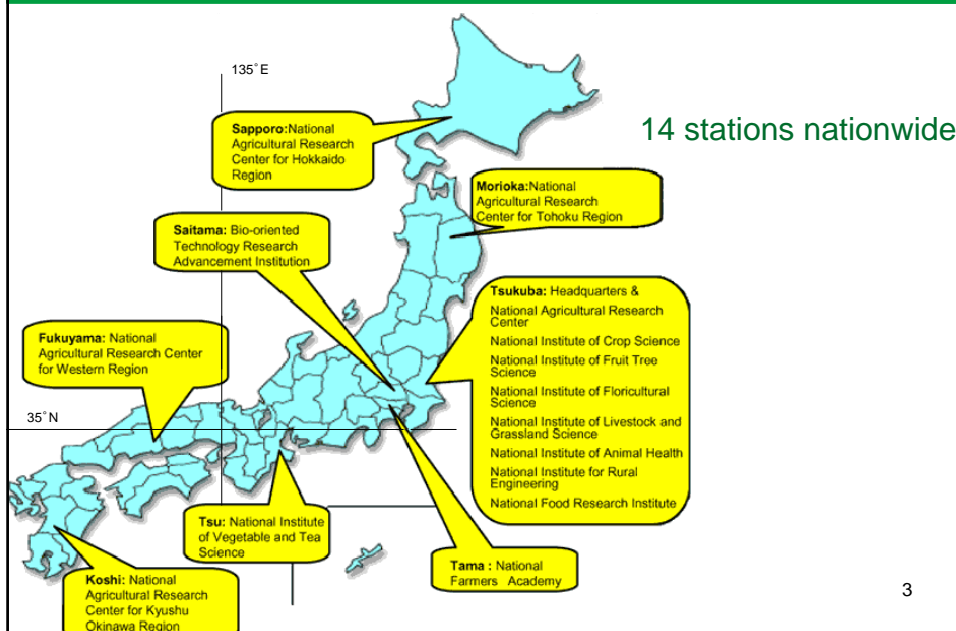 135˚E
14 stations nationwide
Sapporo:National
Agricultural Research
Center for Hokkaido
Region
Morioka:National
Agricultural Research
Center for Tohoku Region
Saitama: Bio-oriented
Technology Research
Advancement Institution
Tsukuba: Headquarters &
National Agricultural Research
Center
National Institute of Crop Science
National Institute of Fruit Tree
Science
National Institute of Floricultural
Science
National Institute of Livestock and
Grassland Science
National Institute of Animal Health
National Institute for Rural
Engineering
National Food Research Institute
Fukuyama: National
Agricultural Research Center
for Western Region
35˚N
Tsu: National Institute
of Vegetable and Tea
Science
Tama : National
Farmers Academy
Koshi: National
Agricultural Research
Center for Kyushu
Okinawa Region
3